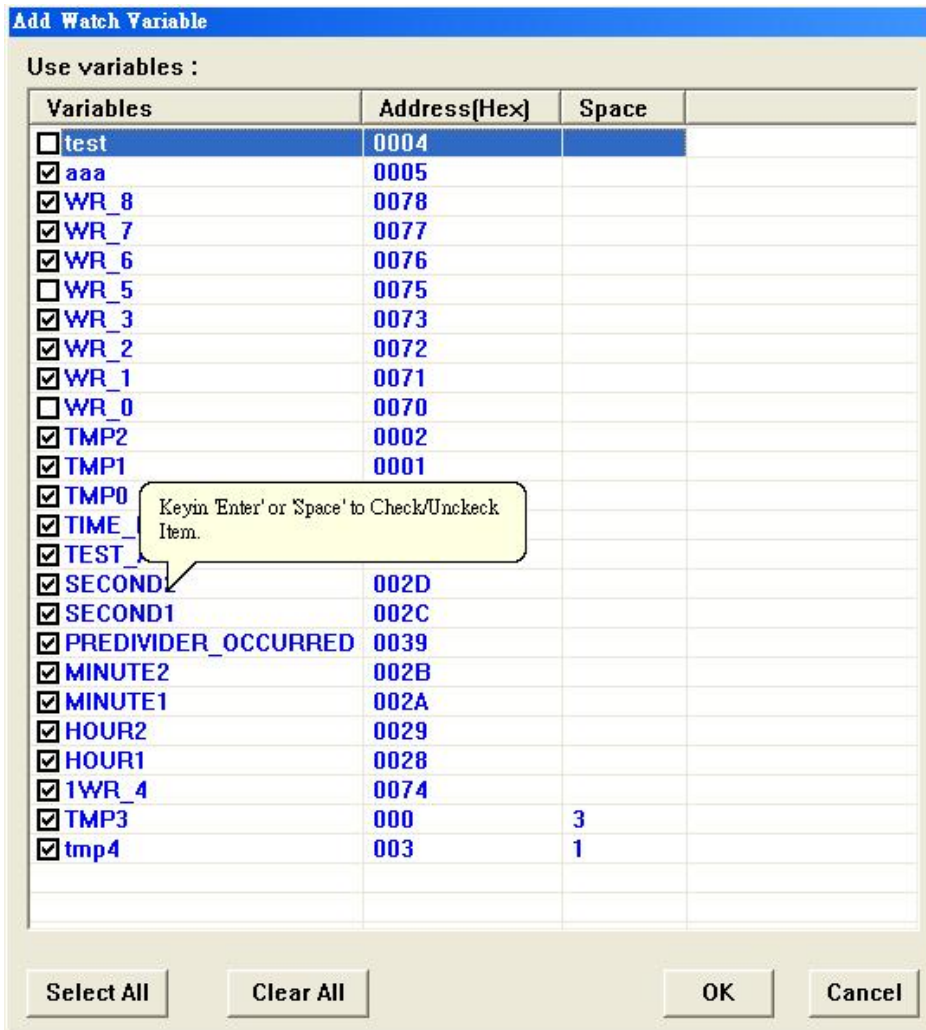 Add Watch Variable
Use variables :
Variables Address(Hex) Space
test 0004
aaa 0005
WR_8 0078
WR_7 0077
WR_6 0076
WR_5 0075
WR_3 0073
WR_2 0072
WR_1 0071
WR_0 0070
TMP2 0002
TMP1 0001
TMP0
Keyin 'Enter' or 'Space' to Check/Unckeck
Item.
TIME_
TEST_
SECOND2 002D
SECOND1 002C
PREDIVIDER_OCCURRED 0039
MINUTE2 002B
MINUTE1 002A
HOUR2 0029
HOUR1 0028
1WR_4 0074
TMP3 000 3
tmp4 003 1
Select All Clear All OK Cancel